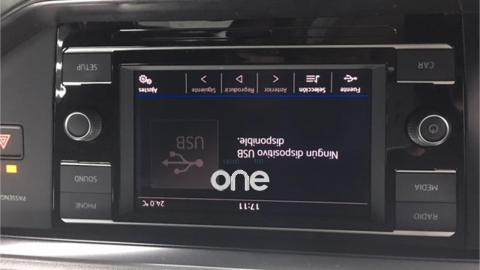 RADIO
MEDIA
CAR
PHONE
SOUND
SETUP
17:11
24.0 °C
one
Ningún dispositivo USB
disponible.
USB
Fuente
Selección
Anterior
Reproducir
Siguiente
Ajustes
PASSENGER